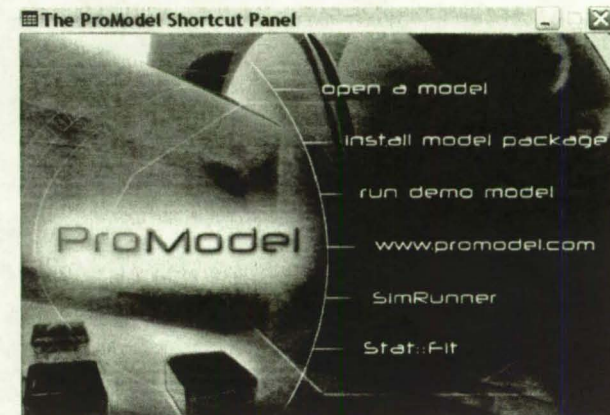 The ProModel Shortcut Panel
open a model
install model package
run demo model
ProModel
www.promodel.com
SimRunner
Stat::Fit